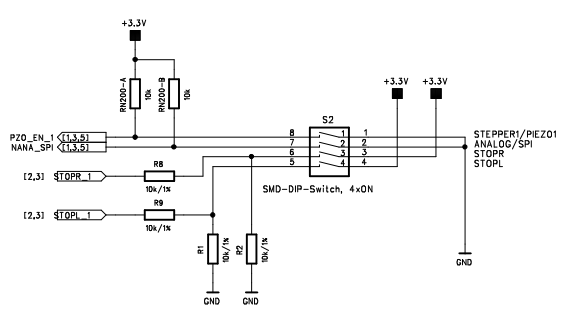 +3.3V
+3.3V +3.3V
RN200-A 10k RN200-B 10k
S2
PZO_EN_1 [1,3,5] 8 1 1 STEPPER1/PIEZO1
NANA_SPI [1,3,5] 7 2 2 ANALOG/SPI
6 3 3 STOPR
5 4 4 STOPL
R8
[2,3] STOPR_1
10k/1%
SMD-DIP-Switch, 4xON
R9
[2,3] STOPL_1
10k/1%
R1 10k/1% R2 10k/1%
GND
GND GND